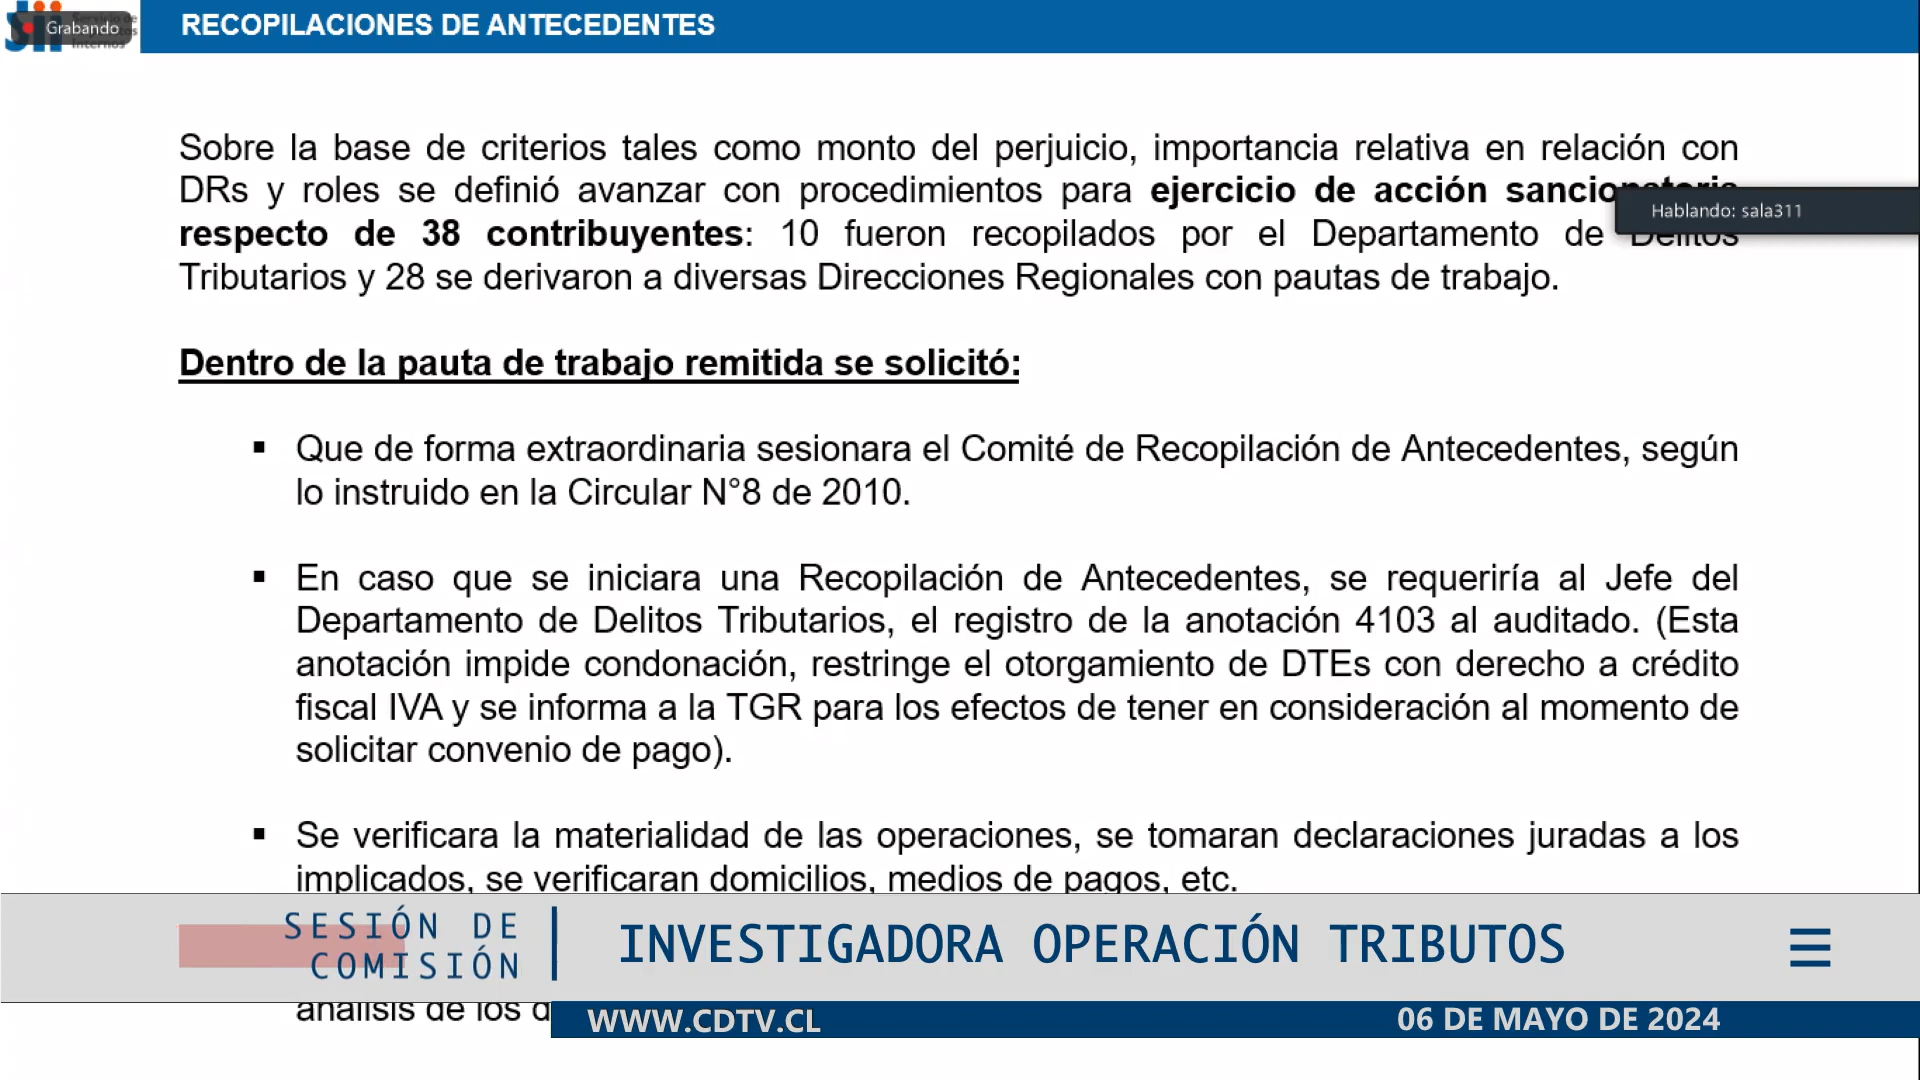 sii
Grabando
Internos
RECOPILACIONES DE ANTECEDENTES
Sobre la base de criterios tales como monto del perjuicio, importancia relativa en relación con
DRs y roles se definió avanzar con procedimientos para ejercicio de acción sancionatoria
Hablando: sala311
respecto de 38 contribuyentes: 10 fueron recopilados por el Departamento de Delitos
Tributarios y 28 se derivaron a diversas Direcciones Regionales con pautas de trabajo.
Dentro de la pauta de trabajo remitida se solicitó:
▪ Que de forma extraordinaria sesionara el Comité de Recopilación de Antecedentes, según
lo instruido en la Circular N°8 de 2010.
▪ En caso que se iniciara una Recopilación de Antecedentes, se requeriría al Jefe del
Departamento de Delitos Tributarios, el registro de la anotación 4103 al auditado. (Esta
anotación impide condonación, restringe el otorgamiento de DTEs con derecho a crédito
fiscal IVA y se informa a la TGR para los efectos de tener en consideración al momento de
solicitar convenio de pago).
▪ Se verificara la materialidad de las operaciones, se tomaran declaraciones juradas a los
implicados, se verificaran domicilios, medios de pagos, etc.
SESIÓN DE
COMISIÓN
INVESTIGADORA OPERACIÓN TRIBUTOS
análisis de los
WWW.CDTV.CL
06 DE MAYO DE 2024